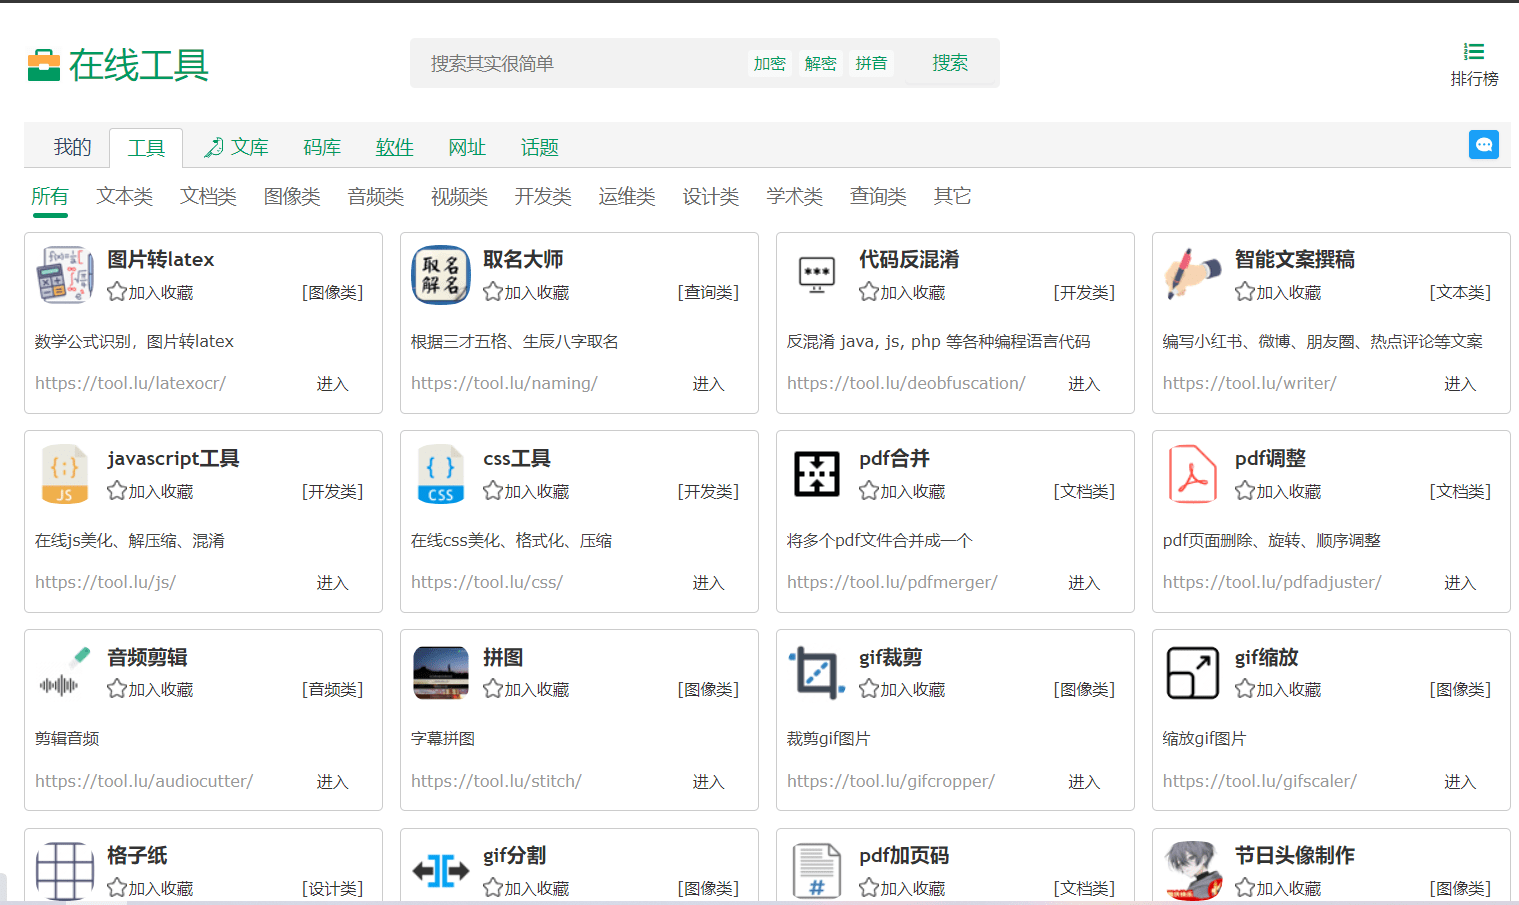 在线工具
搜索其实很简单 加密 解密 拼音 搜索
排行榜
我的 工具 文库 码库 软件 网址 话题
所有 文本类 文档类 图像类 音频类 视频类 开发类 运维类 设计类 学术类 查询类 其它
图片转latex
加入收藏 [图像类]
数学公式识别，图片转latex
https://tool.lu/latexocr/ 进入
取名大师
加入收藏 [查询类]
根据三才五格、生辰八字取名
https://tool.lu/naming/ 进入
代码反混淆
加入收藏 [开发类]
反混淆 java, js, php 等各种编程语言代码
https://tool.lu/deobfuscation/ 进入
智能文案撰稿
加入收藏 [文本类]
编写小红书、微博、朋友圈、热点评论等文案
https://tool.lu/writer/ 进入
javascript工具
加入收藏 [开发类]
在线js美化、解压缩、混淆
https://tool.lu/js/ 进入
css工具
加入收藏 [开发类]
在线css美化、格式化、压缩
https://tool.lu/css/ 进入
pdf合并
加入收藏 [文档类]
将多个pdf文件合并成一个
https://tool.lu/pdfmerger/ 进入
pdf调整
加入收藏 [文档类]
pdf页面删除、旋转、顺序调整
https://tool.lu/pdfadjuster/ 进入
音频剪辑
加入收藏 [音频类]
剪辑音频
https://tool.lu/audiocutter/ 进入
拼图
加入收藏 [图像类]
字幕拼图
https://tool.lu/stitch/ 进入
gif裁剪
加入收藏 [图像类]
裁剪gif图片
https://tool.lu/gifcropper/ 进入
gif缩放
加入收藏 [图像类]
缩放gif图片
https://tool.lu/gifscaler/ 进入
格子纸
加入收藏 [设计类]
gif分割
加入收藏 [图像类]
pdf加页码
加入收藏 [文档类]
节日头像制作
加入收藏 [图像类]
取名
解名
JS
CSS